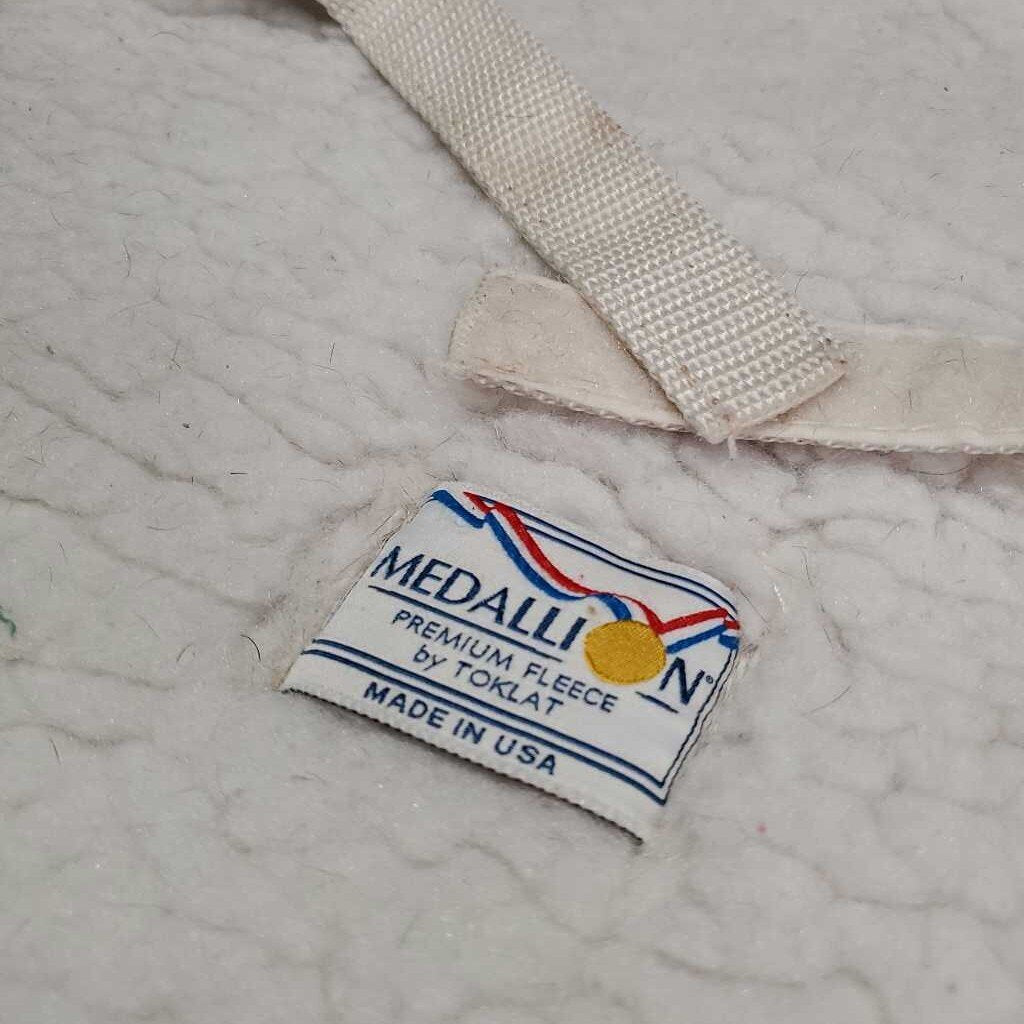 MEDALLION®
PREMIUM FLEECE
by TOKLAT
MADE IN USA